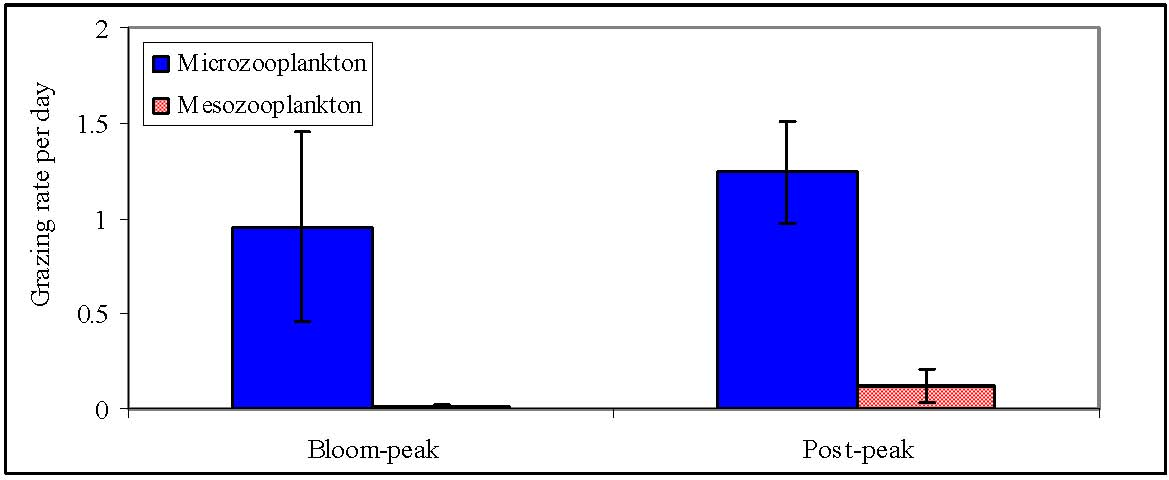 Grazing rate per day
2
1.5
1
0.5
0
Microzooplankton
Mesozooplankton
Bloom-peak
Post-peak